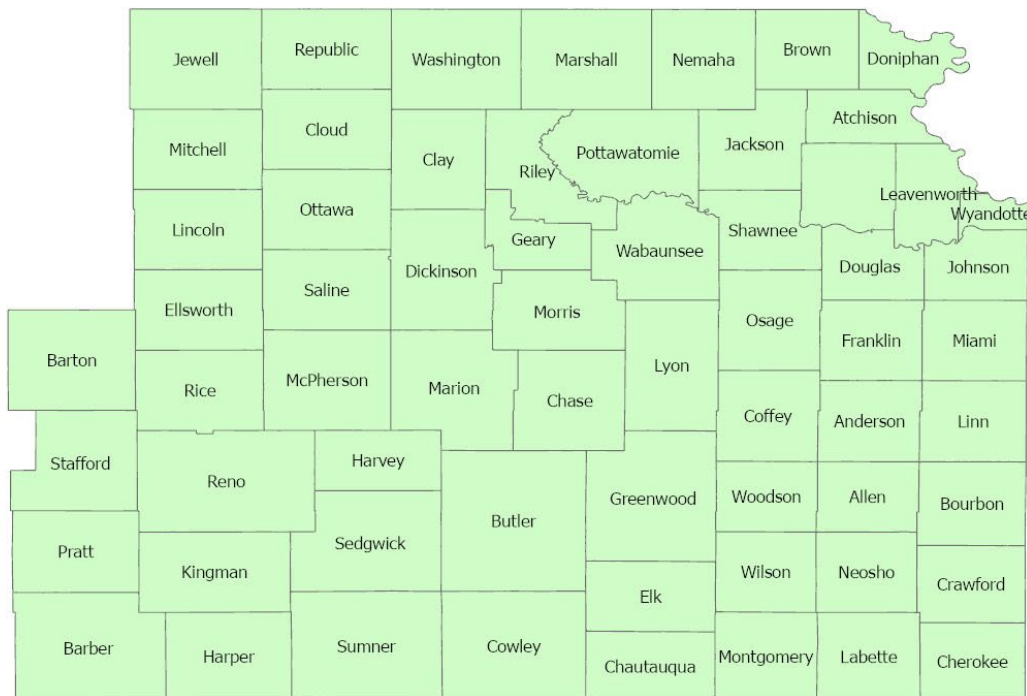 Jewell
Republic
Washington
Marshall
Nemaha
Brown
Doniphan
Mitchell
Cloud
Clay
Riley
Pottawatomie
Jackson
Atchison
Leavenworth
Wyandotte
Lincoln
Ottawa
Dickinson
Geary
Wabaunsee
Shawnee
Douglas
Johnson
Ellsworth
Saline
Morris
Osage
Franklin
Miami
Barton
Rice
McPherson
Marion
Chase
Lyon
Coffey
Anderson
Linn
Stafford
Reno
Harvey
Butler
Greenwood
Woodson
Allen
Bourbon
Pratt
Kingman
Sedgwick
Elk
Wilson
Neosho
Crawford
Barber
Harper
Sumner
Cowley
Chautauqua
Montgomery
Labette
Cherokee